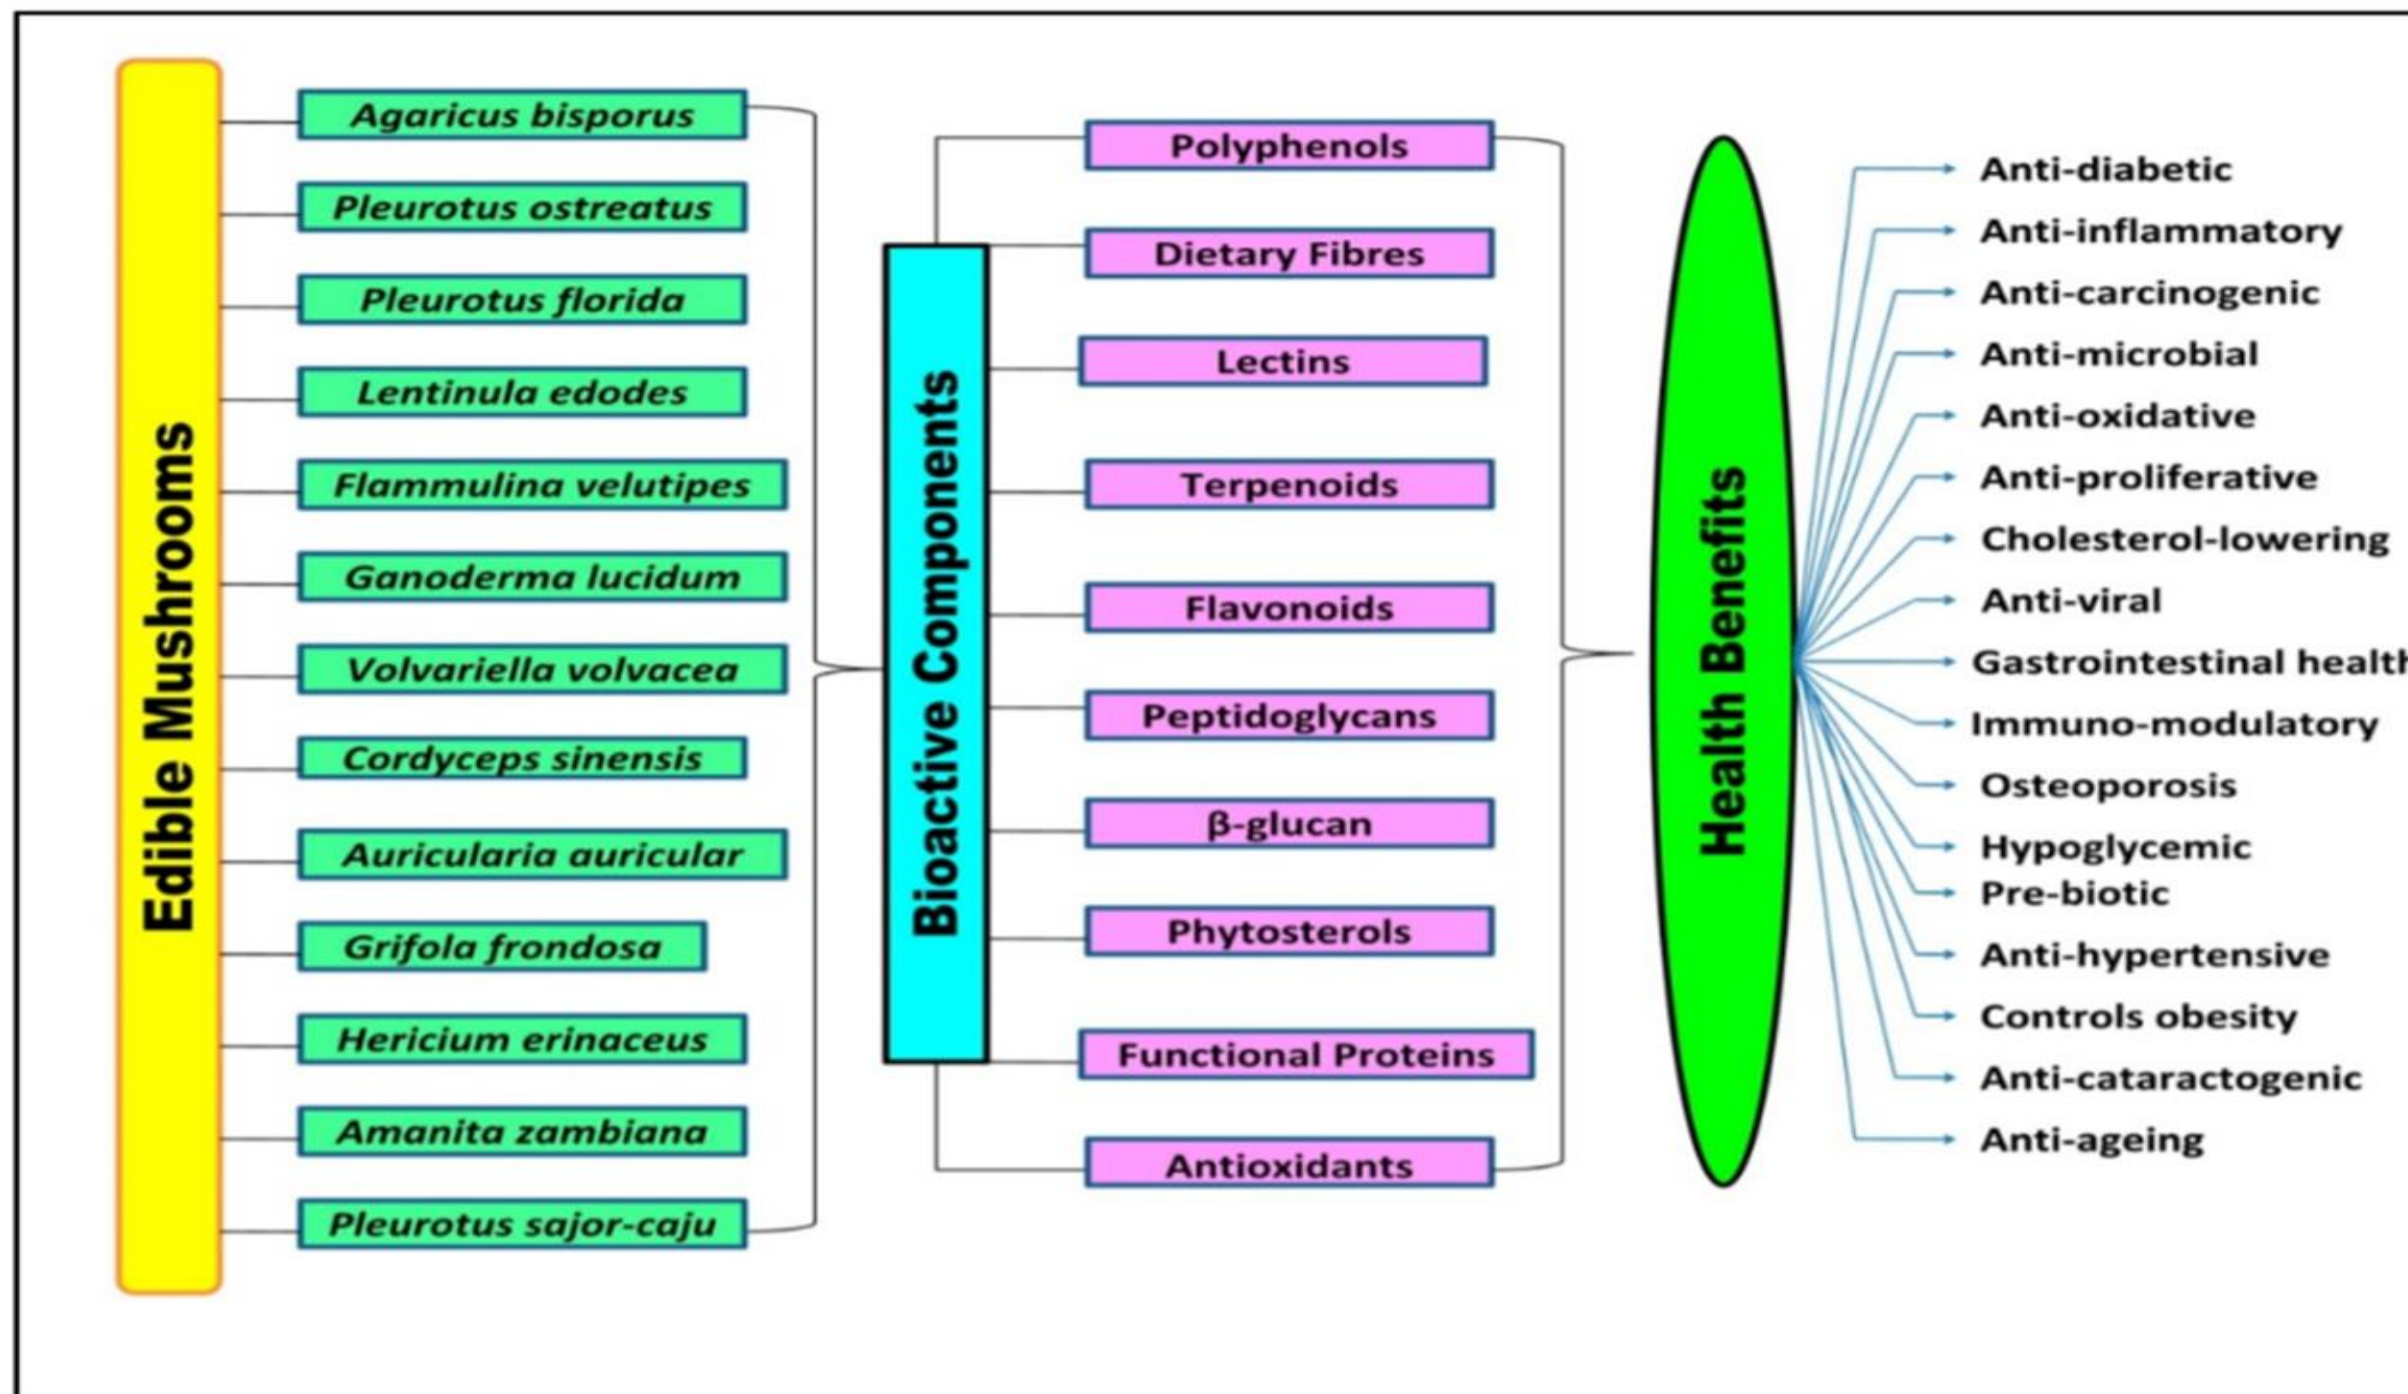 Edible Mushrooms
Agaricus bisporus
Pleurotus ostreatus
Pleurotus florida
Lentinula edodes
Flammulina velutipes
Ganoderma lucidum
Volvariella volvacea
Cordyceps sinensis
Auricularia auricular
Grifola frondosa
Hericium erinaceus
Amanita zambiana
Pleurotus sajor-caju
Bioactive Components
Polyphenols
Dietary Fibres
Lectins
Terpenoids
Flavonoids
Peptidoglycans
β-glucan
Phytosterols
Functional Proteins
Antioxidants
Health Benefits
Anti-diabetic
Anti-inflammatory
Anti-carcinogenic
Anti-microbial
Anti-oxidative
Anti-proliferative
Cholesterol-lowering
Anti-viral
Gastrointestinal health
Immuno-modulatory
Osteoporosis
Hypoglycemic
Pre-biotic
Anti-hypertensive
Controls obesity
Anti-cataractogenic
Anti-ageing